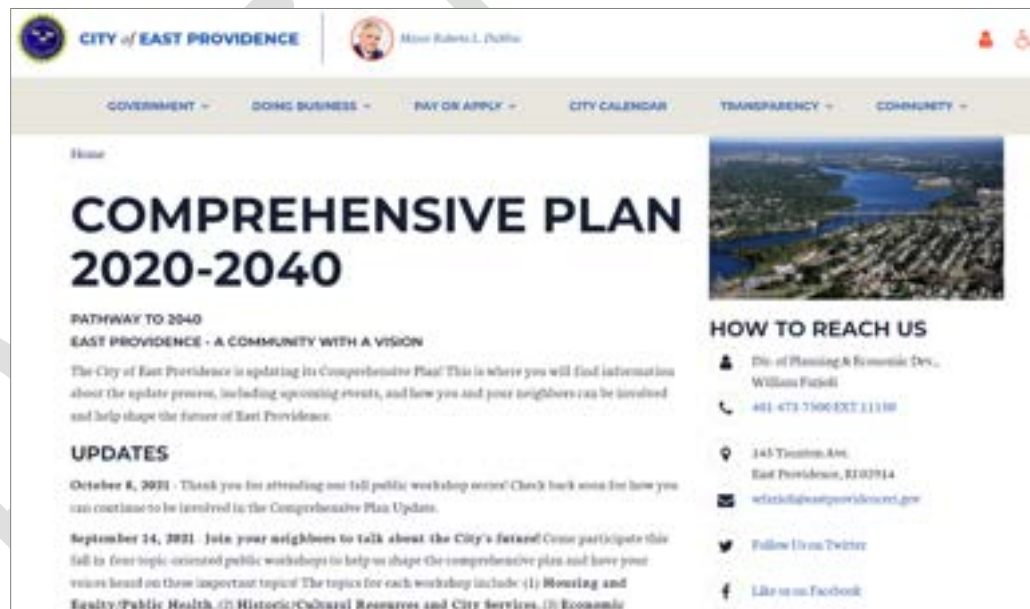 CITY of EAST PROVIDENCE
Mayor Roberto L. DaSilva
GOVERNMENT
DOING BUSINESS
PAY OR APPLY
CITY CALENDAR
TRANSPARENCY
COMMUNITY
Home
COMPREHENSIVE PLAN
2020-2040
PATHWAY TO 2040
EAST PROVIDENCE - A COMMUNITY WITH A VISION
The City of East Providence is updating its Comprehensive Plan! This is where you will find information
about the update process, including upcoming events, and how you and your neighbors can be involved
and help shape the future of East Providence.
UPDATES
October 8, 2021 - Thank you for attending our fall public workshop series! Check back soon for how you
can continue to be involved in the Comprehensive Plan Update.
September 14, 2021 - Join your neighbors to talk about the City's future! Come participate this
fall in four topic-oriented public workshops to help us shape the comprehensive plan and have your
voices heard on these important topics! The topics for each workshop include: (1) Housing and
Equity/Public Health, (2) Historic/Cultural Resources and City Services, (3) Economic
HOW TO REACH US
Div. of Planning & Economic Dev.,
William
401-473-7500 EXT 11150
145 Taunton Ave.
East Providence, RI 02914
Follow Us on Twitter
Like us on Facebook